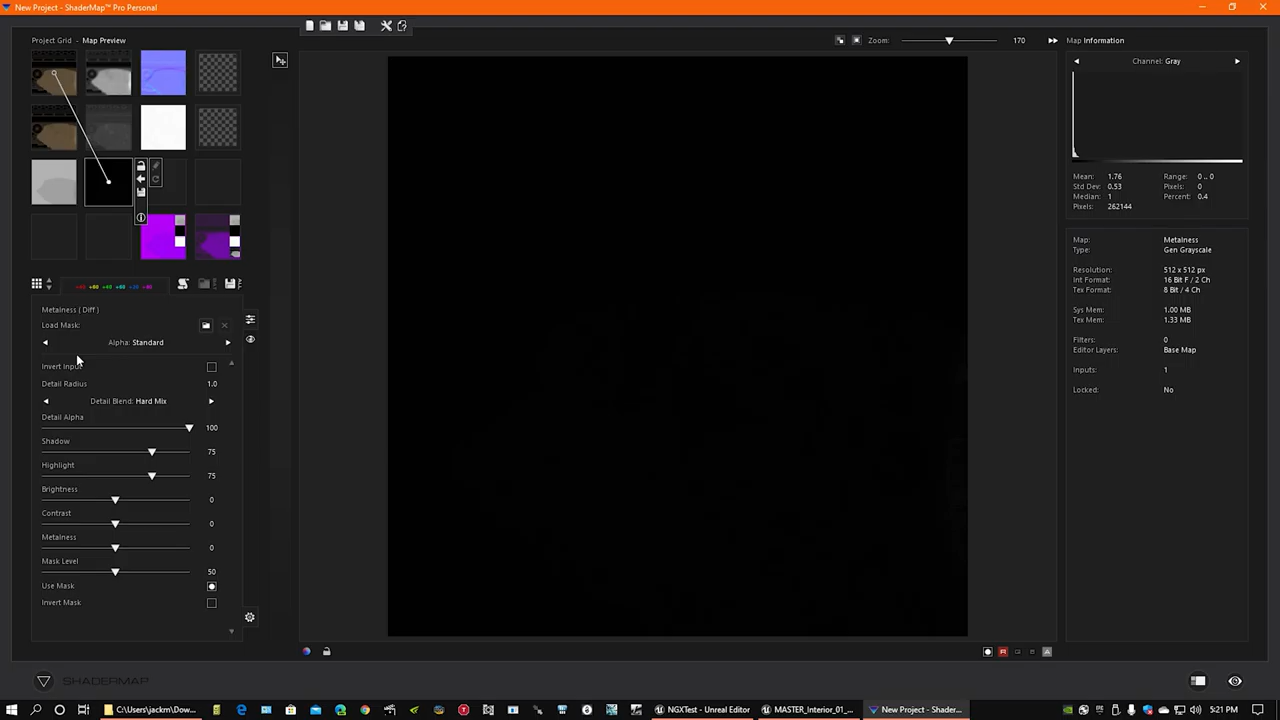 New Project - ShaderMap™ Pro Personal
Project Grid - Map Preview
Zoom: 170
Map Information
Channel: Gray
Mean: 1.76 Range: 0 .. 0
Std Dev: 0.53 Pixels: 0
Median: 1 Percent: 0.4
Pixels: 262144
Map: Metalness
Type: Gen Grayscale
Resolution: 512 x 512 px
Int Format: 16 Bit F / 2 Ch
Tex Format: 8 Bit / 4 Ch
Sys Mem: 1.00 MB
Tex Mem: 1.33 MB
Filters: 0
Editor Layers: Base Map
Inputs: 1
Locked: No
Metalness ( Diff )
Load Mask:
Alpha: Standard
Invert Input
Detail Radius 1.0
Detail Blend: Hard Mix
Detail Alpha
100
Shadow
75
Highlight
75
Brightness
0
Contrast
0
Metalness
0
Mask Level
50
Use Mask
Invert Mask
SHADERMAP
C:\Users\jackrn\Dow...
NGXTest - Unreal Editor
MASTER_Interior_01_...
New Project - Shader...
5:21 PM